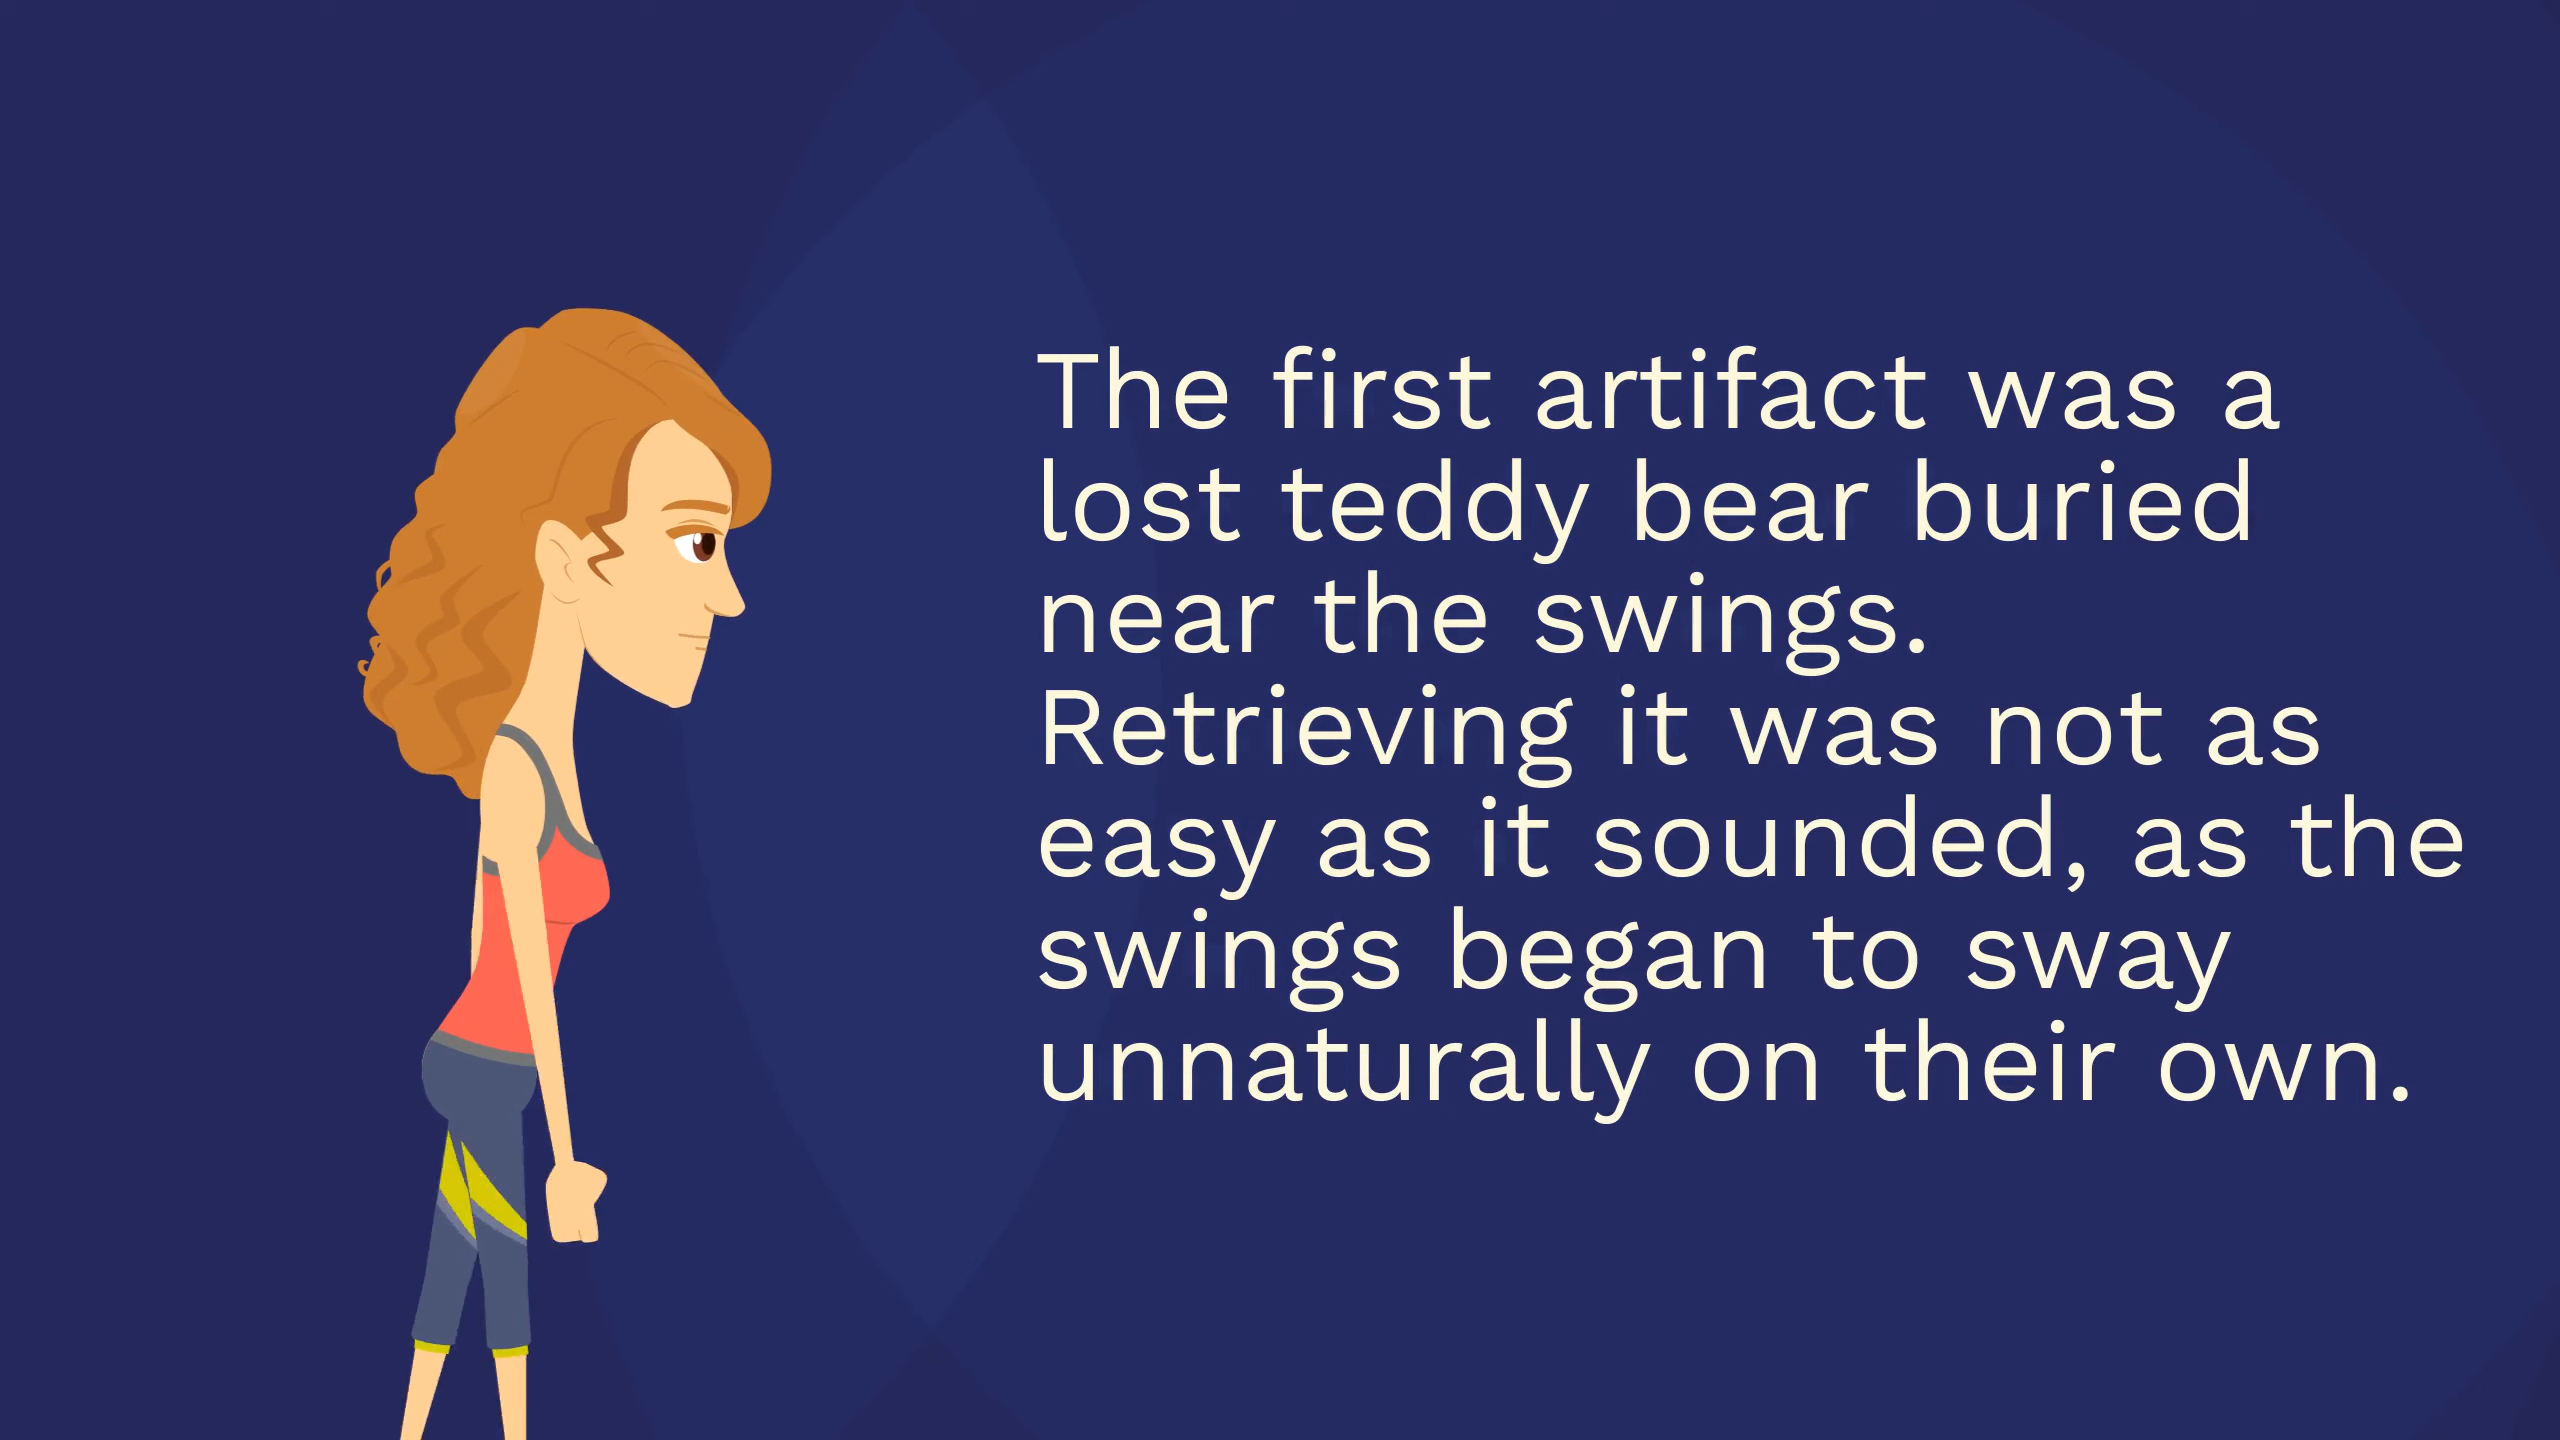 The first artifact was a
lost teddy bear buried
near the swings.
Retrieving it was not as
easy as it sounded, as the
swings began to sway
unnaturally on their own.